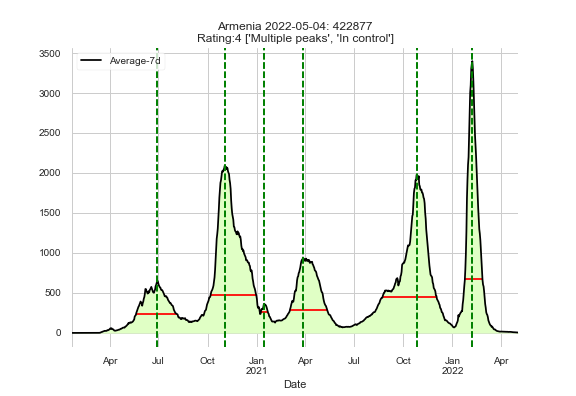 Armenia 2022-05-04: 422877
Rating:4 ['Multiple peaks', 'In control']
Average-7d
3500
3000
2500
2000
1500
1000
500
0
Apr Jul Oct Jan Apr Jul Oct Jan Apr
2021 2022
Date